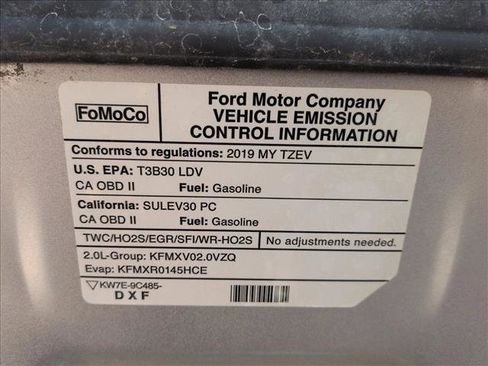 FoMoCo
Ford Motor Company
VEHICLE EMISSION
CONTROL INFORMATION
Conforms to regulations: 2019 MY TZEV
U.S. EPA: T3B30 LDV
CA OBD II Fuel: Gasoline
California: SULEV30 PC
CA OBD II Fuel: Gasoline
TWC/HO2S/EGR/SFI/WR-HO2S No adjustments needed.
2.0L-Group: KFMXV02.0VZQ
Evap: KFMXR0145HCE
KW7E-9C485-
DXF